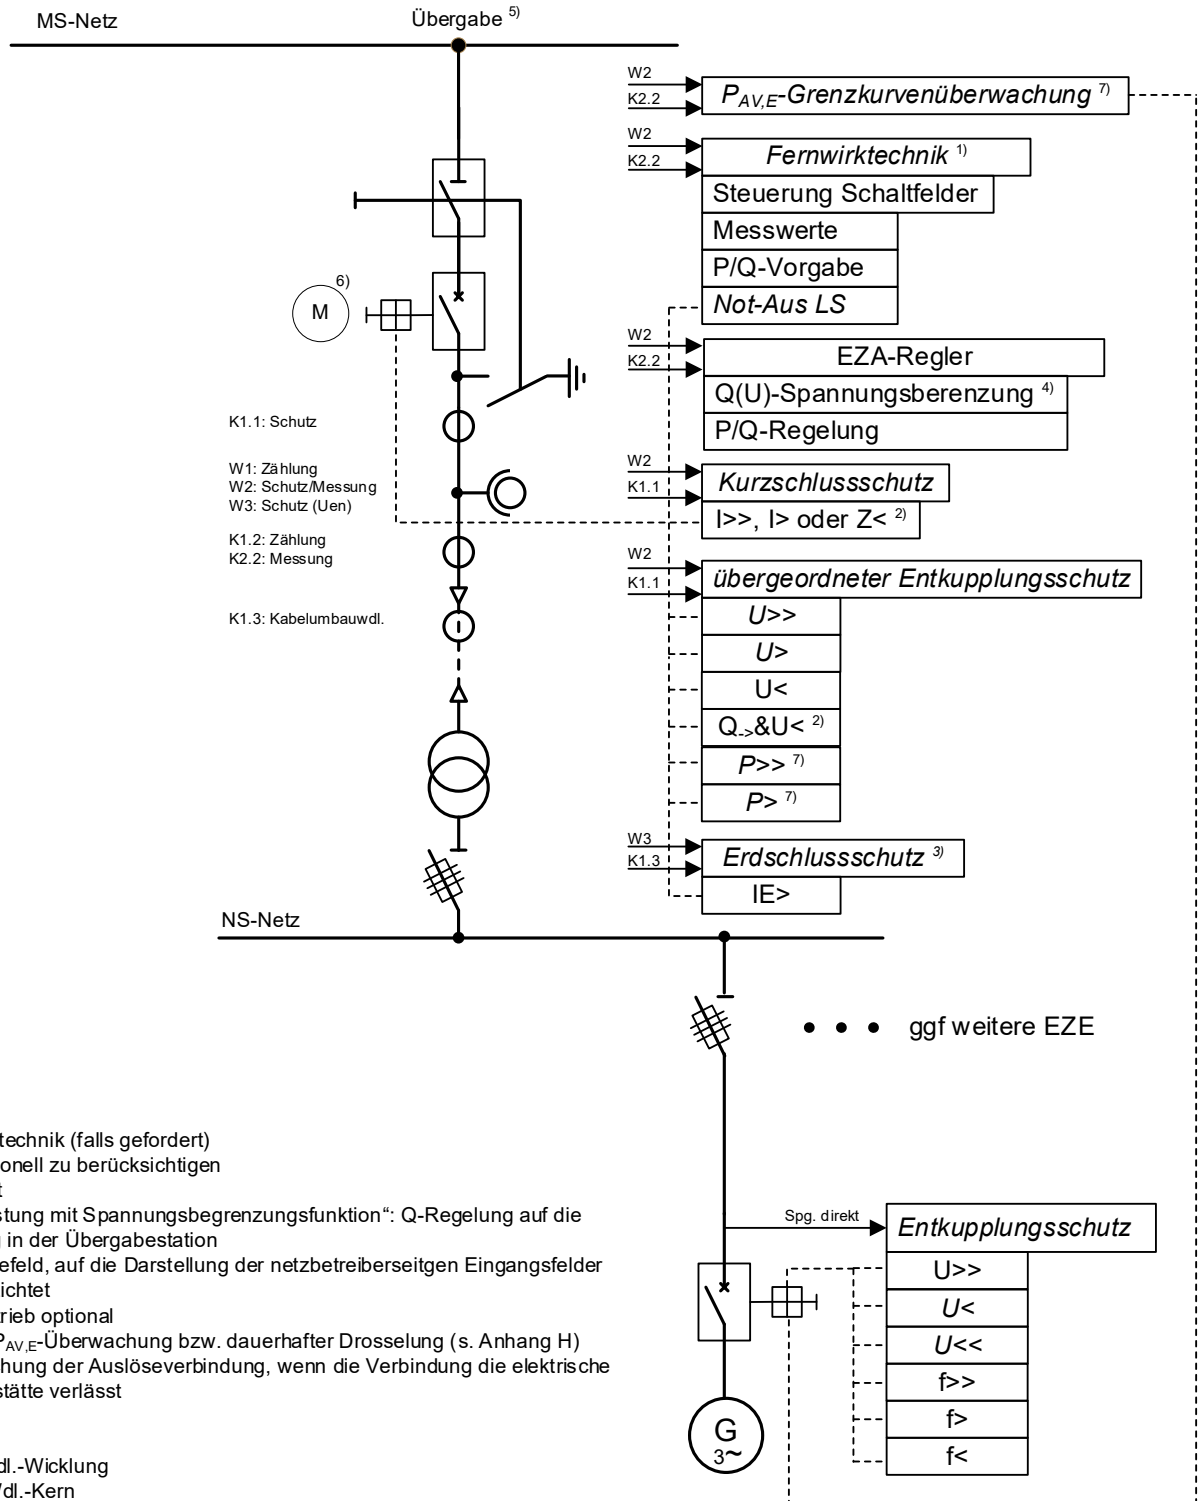 MS-Netz
Übergabe 5)
W2
K2.2
P AV,E-Grenzkurvenüberwachung 7)
W2
K2.2
Fernwirktechnik 1)
Steuerung Schaltfelder
Messwerte
P/Q-Vorgabe
Not-Aus LS
M 6)
W2
K2.2
EZA-Regler
Q(U)-Spannungsberenzung 4)
P/Q-Regelung
K1.1: Schutz
W1: Zählung
W2: Schutz/Messung
W3: Schutz (Uen)
K1.2: Zählung
K2.2: Messung
K1.3: Kabelumbauwdl.
W2
K1.1
Kurzschlussschutz
I>>, I> oder Z< 2)
W2
K1.1
übergeordneter Entkupplungsschutz
U>>
U>
U<
Q->&U< 2)
P>> 7)
P> 7)
W3
K1.3
Erdschlussschutz 3)
IE>
NS-Netz
ggf weitere EZE
technik (falls gefordert)
onell zu berücksichtigen
t
stung mit Spannungsbegrenzungsfunktion“: Q-Regelung auf die
g in der Übergabestation
efeld, auf die Darstellung der netzbetreiberseitgen Eingangsfelder
ichtet
trieb optional
P AV,E-Überwachung bzw. dauerhafter Drosselung (s. Anhang H)
hung der Auslöseverbindung, wenn die Verbindung die elektrische
stätte verlässt
dl.-Wicklung
Vdl.-Kern
Spg. direkt
Entkupplungsschutz
U>>
U<
U<<
f>>
f>
f<
G
3~